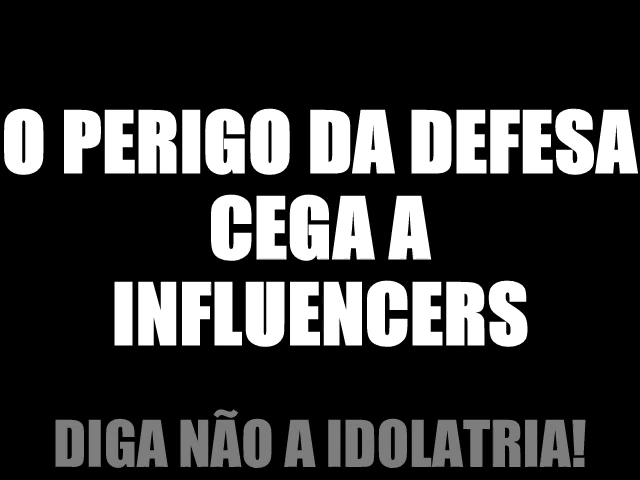 O PERIGO DA DEFESA
CEGA A
INFLUENCERS
DIGA NÃO A IDOLATRIA!